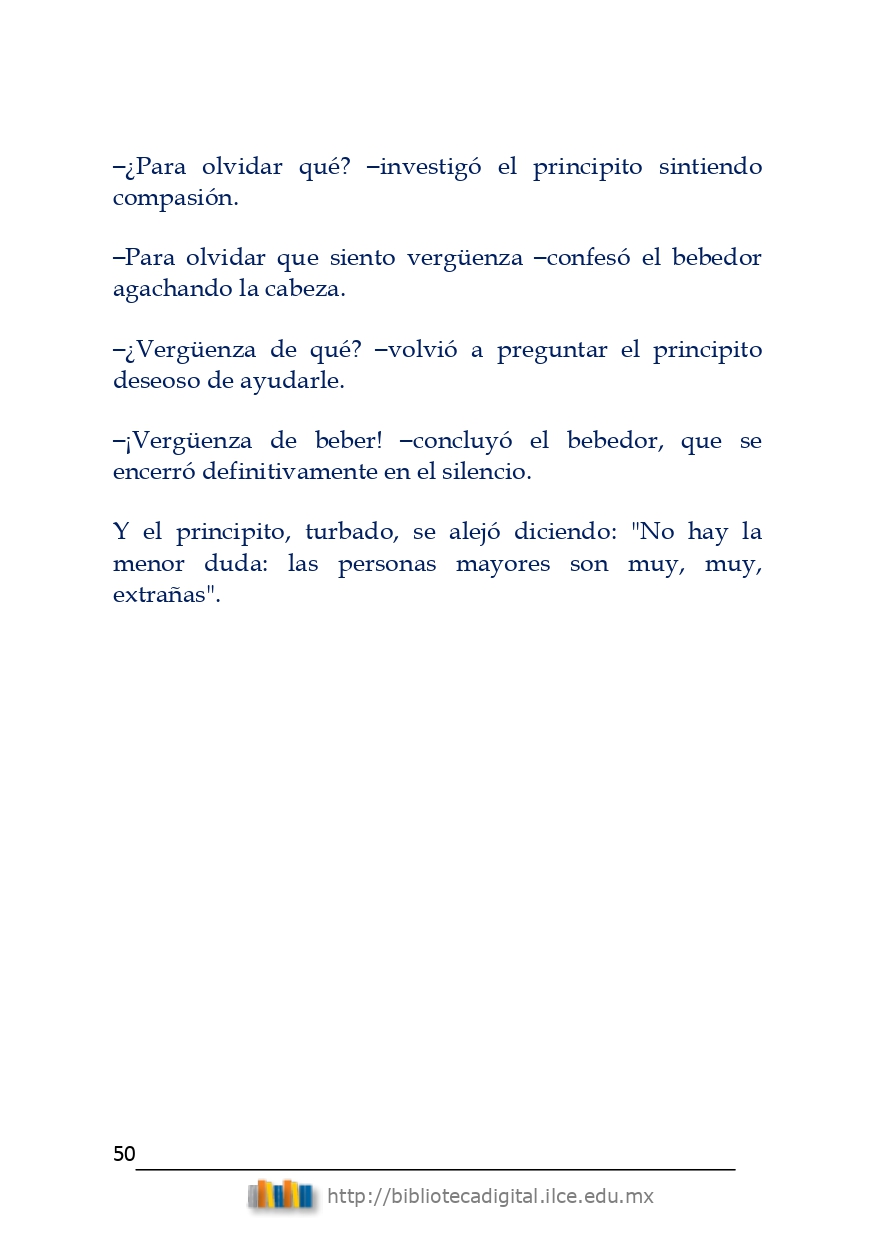 –¿Para olvidar qué? –investigó el principito sintiendo
compasión.
–Para olvidar que siento vergüenza –confesó el bebedor
agachando la cabeza.
–¿Vergüenza de qué? –volvió a preguntar el principito
deseoso de ayudarle.
–¡Vergüenza de beber! –concluyó el bebedor, que se
encerró definitivamente en el silencio.
Y el principito, turbado, se alejó diciendo: "No hay la
menor duda: las personas mayores son muy, muy,
extrañas".
50
http://bibliotecadigital.ilce.edu.mx